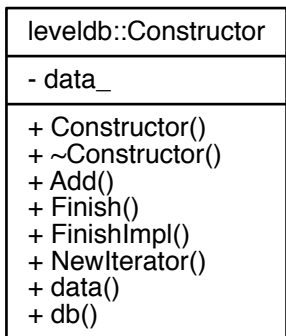 leveldb::Constructor
- data_
+ Constructor()
+ ~Constructor()
+ Add()
+ Finish()
+ FinishImpl()
+ NewIterator()
+ data()
+ db()